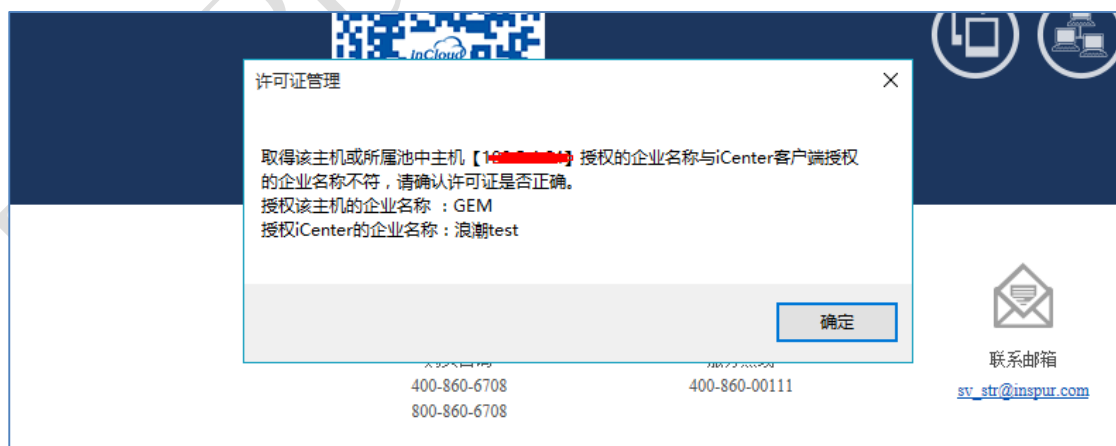 inCloud
许可证管理
取得该主机或所属池中主机【1 】授权的企业名称与iCenter客户端授权
的企业名称不符，请确认许可证是否正确。
授权该主机的企业名称 ：GEM
授权iCenter的企业名称：浪潮test
确定
联系邮箱
400-860-6708
400-860-00111
sv_str@inspur.com
800-860-6708